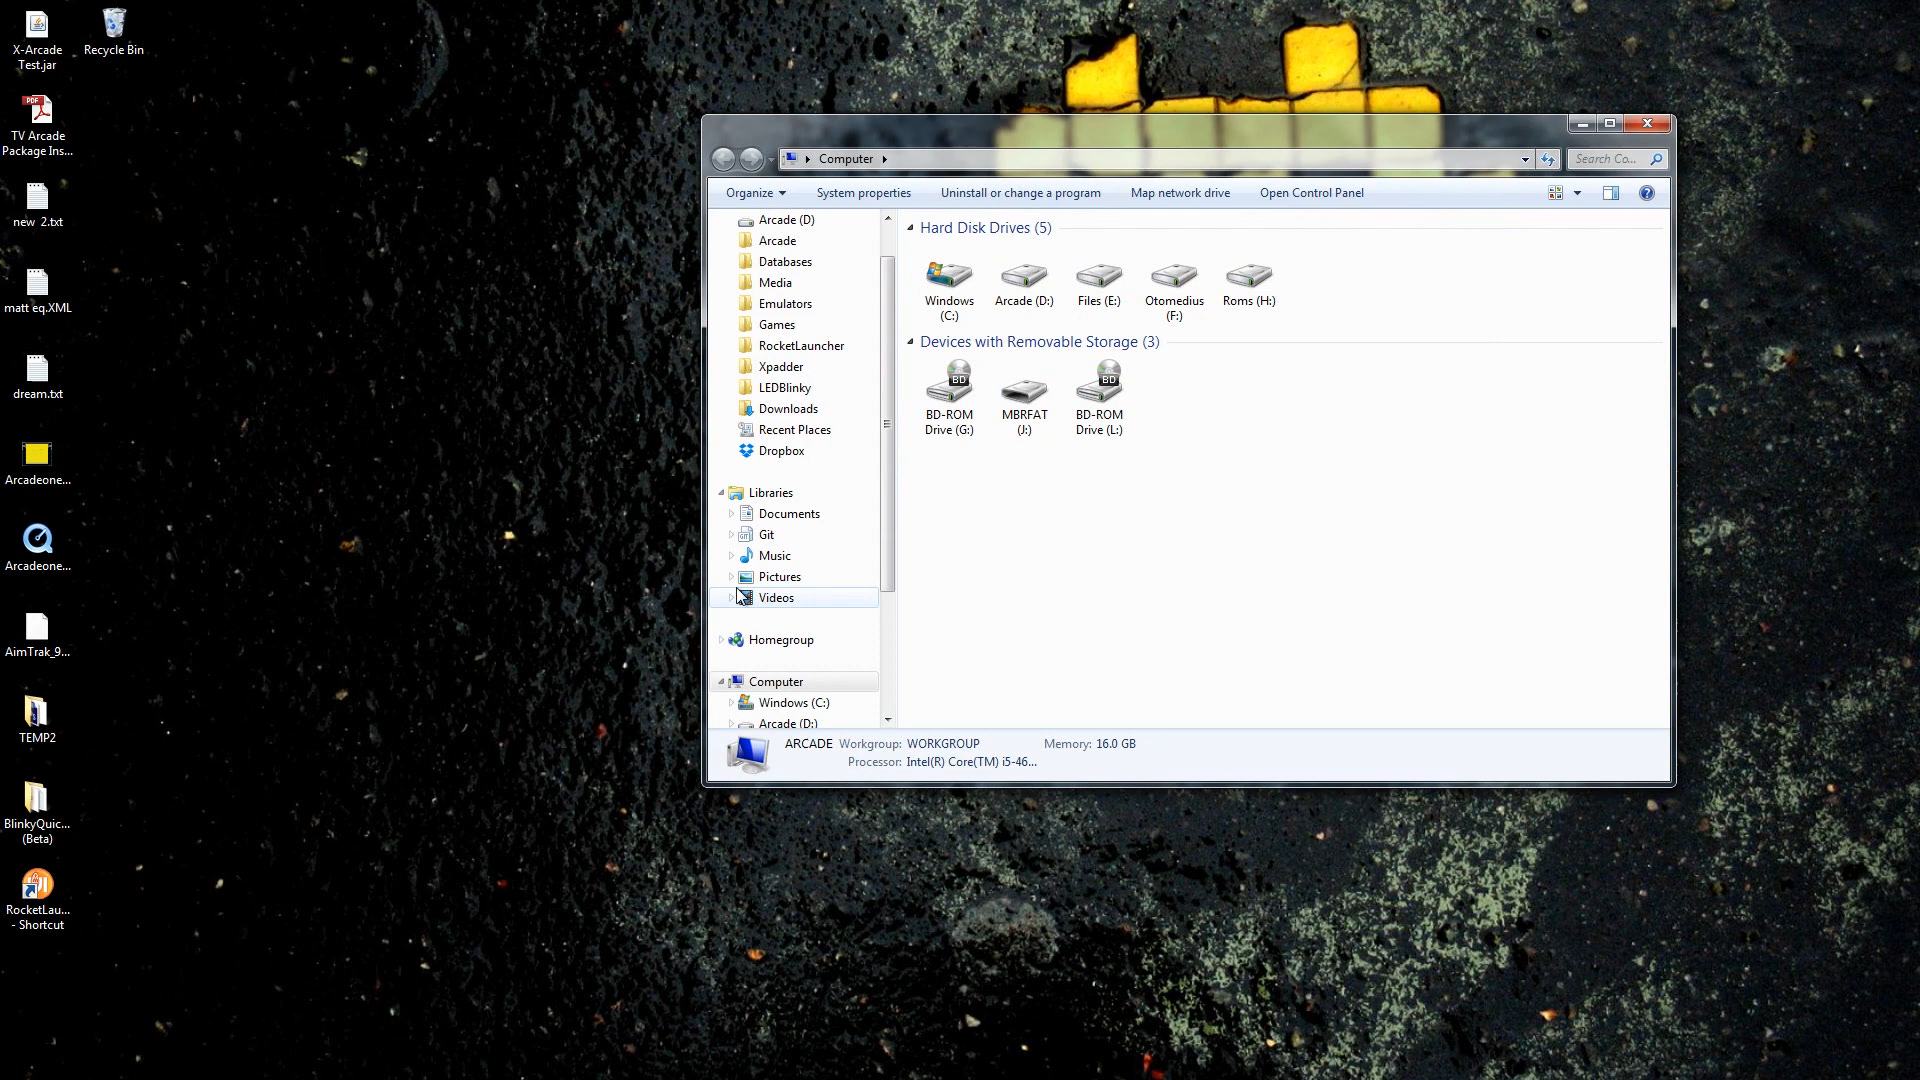 X-Arcade
Test.jar
Recycle Bin
TV Arcade
Package Ins...
new 2.txt
matt eq.XML
dream.txt
Arcadeone...
Arcadeone...
AimTrak_9...
TEMP2
BlinkyQuic...
(Beta)
RocketLau...
- Shortcut
Computer
Search Co...
Organize
System properties
Uninstall or change a program
Map network drive
Open Control Panel
Arcade (D)
Arcade
Databases
Media
Emulators
Games
RocketLauncher
Xpadder
LEDBlinky
Downloads
Recent Places
Dropbox
Libraries
Documents
Git
Music
Pictures
Videos
Homegroup
Computer
Windows (C:)
Arcade (D:)
Hard Disk Drives (5)
Windows
(C:)
Arcade (D:)
Files (E:)
Otomedius
(F:)
Roms (H:)
Devices with Removable Storage (3)
BD
BD-ROM
Drive (G:)
MBRFAT
(J:)
BD
BD-ROM
Drive (L:)
ARCADE Workgroup: WORKGROUP Memory: 16.0 GB
Processor: Intel(R) Core(TM) i5-46...